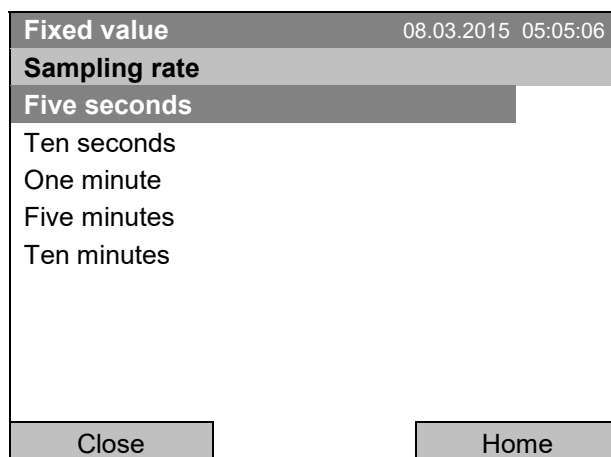 Fixed value 08.03.2015 05:05:06
Sampling rate
Five seconds
Ten seconds
One minute
Five minutes
Ten minutes
Close Home